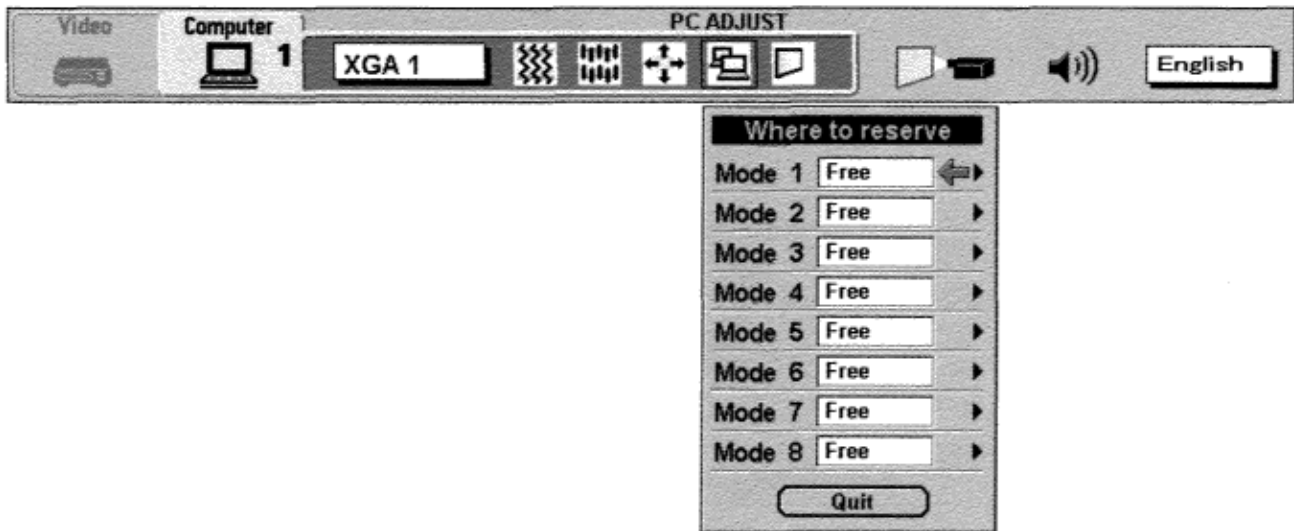 PC ADJUST
Video
Computer
1
XGA 1
English
Where to reserve
Mode 1 Free
Mode 2 Free
Mode 3 Free
Mode 4 Free
Mode 5 Free
Mode 6 Free
Mode 7 Free
Mode 8 Free
Quit